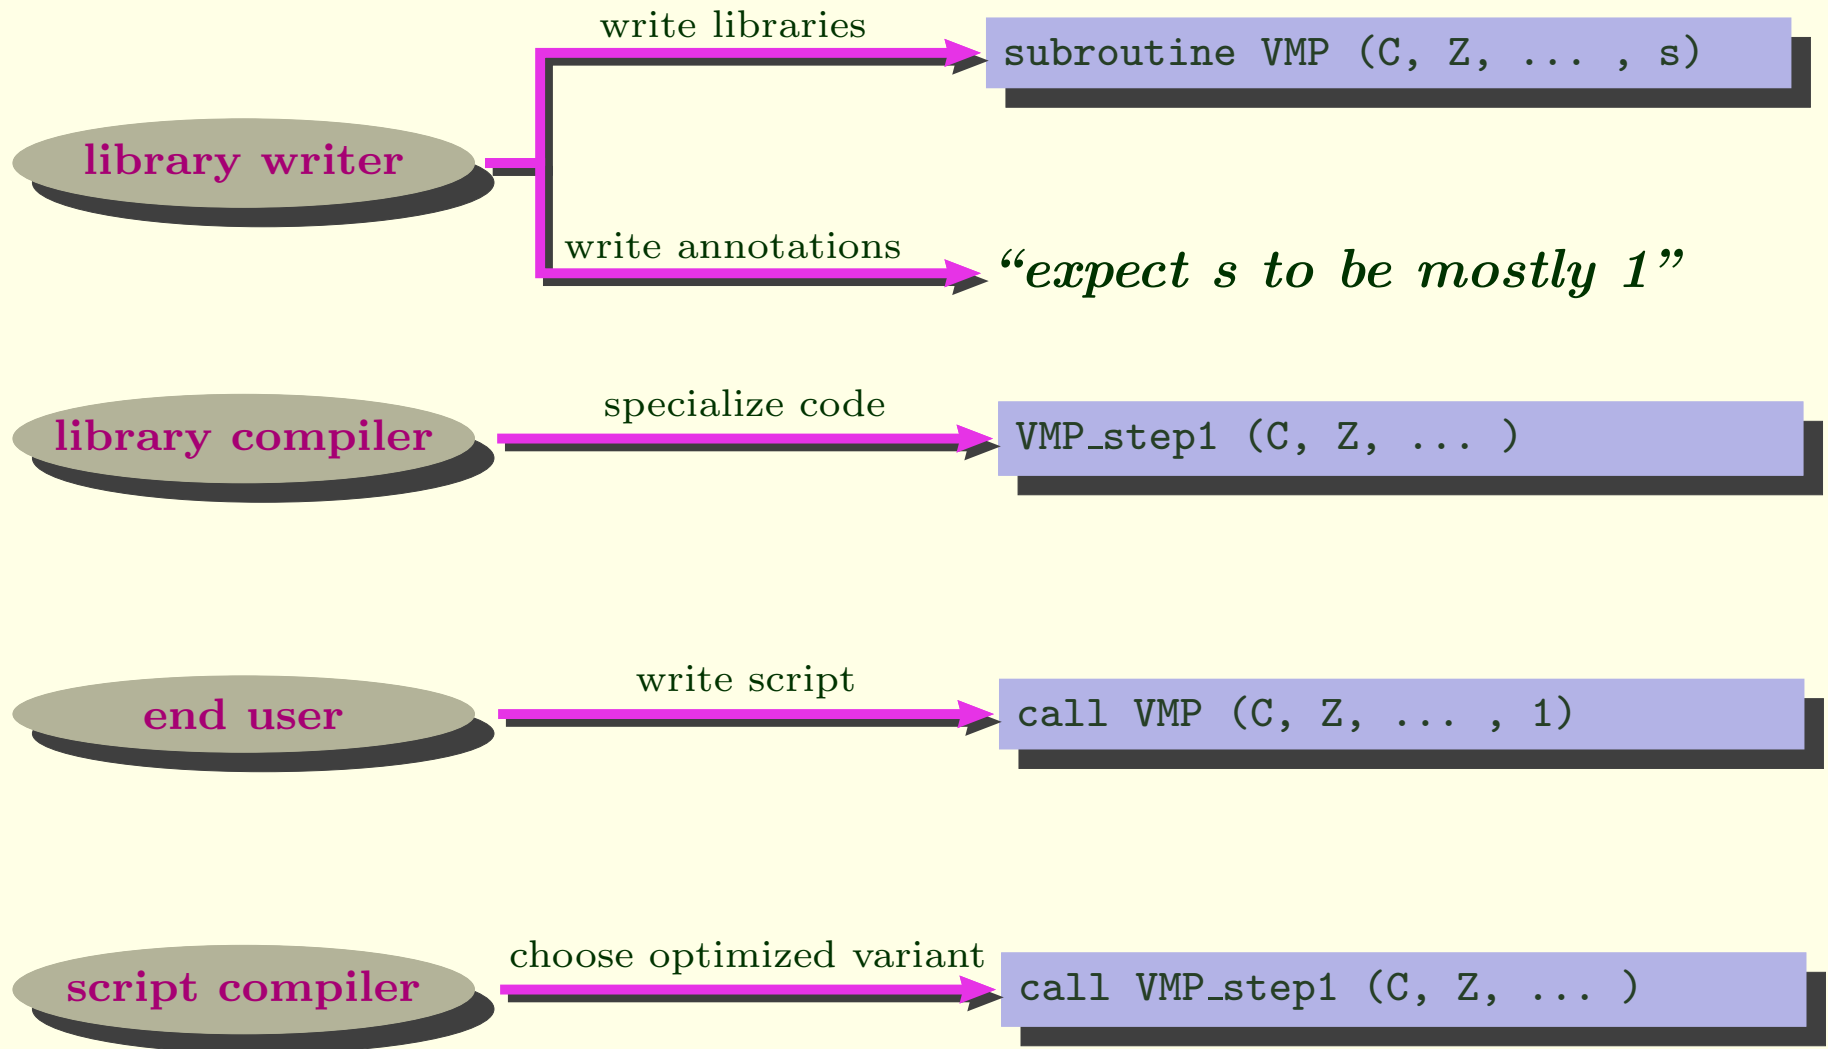 write libraries
subroutine VMP (C, Z, ... , s)
library writer
write annotations
“expect s to be mostly 1”
specialize code
library compiler
VMP_step1 (C, Z, ... )
write script
end user
call VMP (C, Z, ... , 1)
choose optimized variant
script compiler
call VMP_step1 (C, Z, ... )